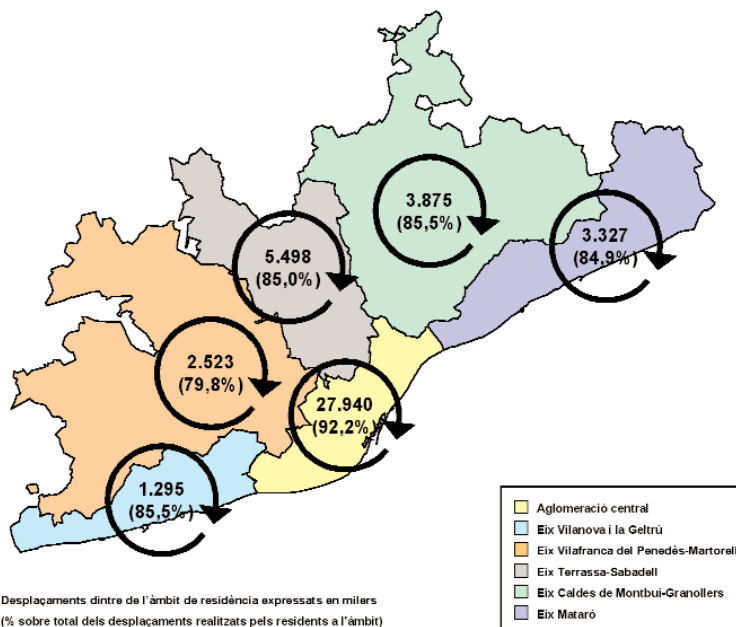 3.875
(85,5%)
3.327
(84,9%)
5.498
(85,0%)
2.523
(79,8%)
27.940
(92,2%)
1.295
(85,5%)
Aglomeració central
Eix Vilanova i la Geltrú
Eix Vilafranca del Penedès-Martorell
Eix Terrassa-Sabadell
Eix Caldes de Montbui-Granollers
Eix Mataró
Desplaçaments dintre de l'àmbit de residència expressats en milers
(% sobre total dels desplaçaments realitzats pels residents a l'àmbit)